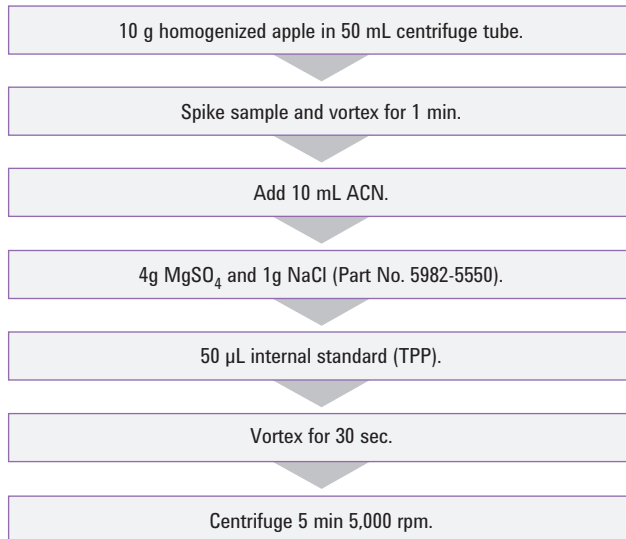 10 g homogenized apple in 50 mL centrifuge tube.
Spike sample and vortex for 1 min.
Add 10 mL ACN.
4g MgSO₄ and 1g NaCl (Part No. 5982-5550).
50 µL internal standard (TPP).
Vortex for 30 sec.
Centrifuge 5 min 5,000 rpm.